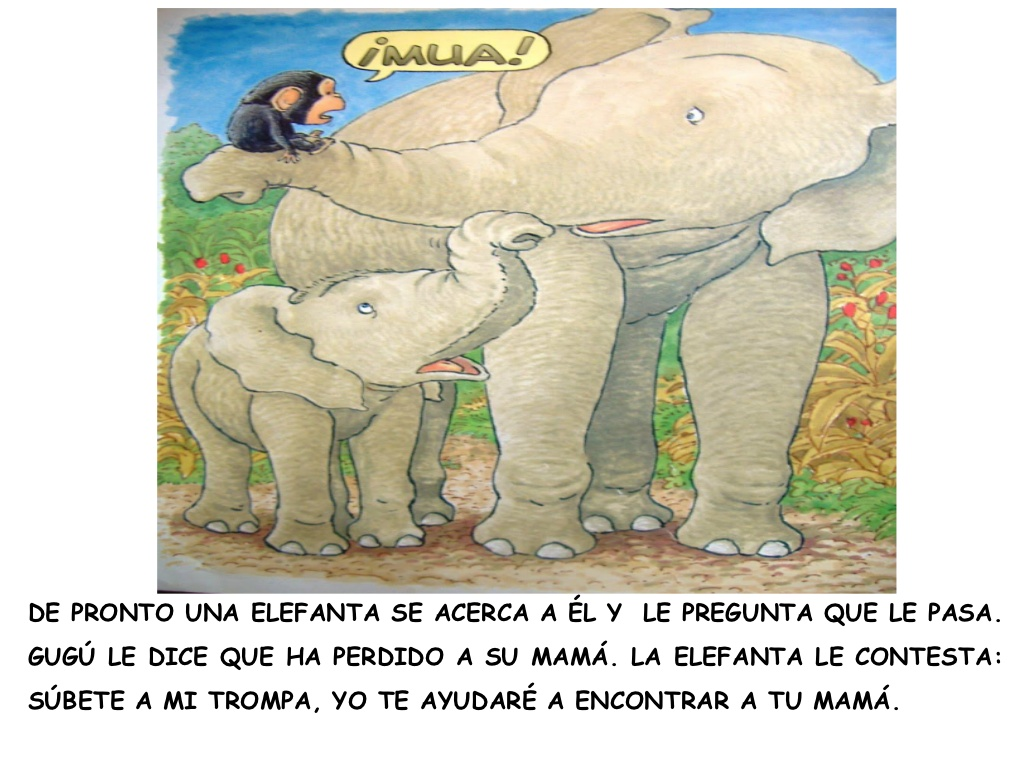 ¡MUA!
DE PRONTO UNA ELEFANTA SE ACERCA A ÉL Y LE PREGUNTA QUE LE PASA.
GUGÚ LE DICE QUE HA PERDIDO A SU MAMÁ. LA ELEFANTA LE CONTESTA:
SÚBETE A MI TROMPA, YO TE AYUDARÉ A ENCONTRAR A TU MAMÁ.